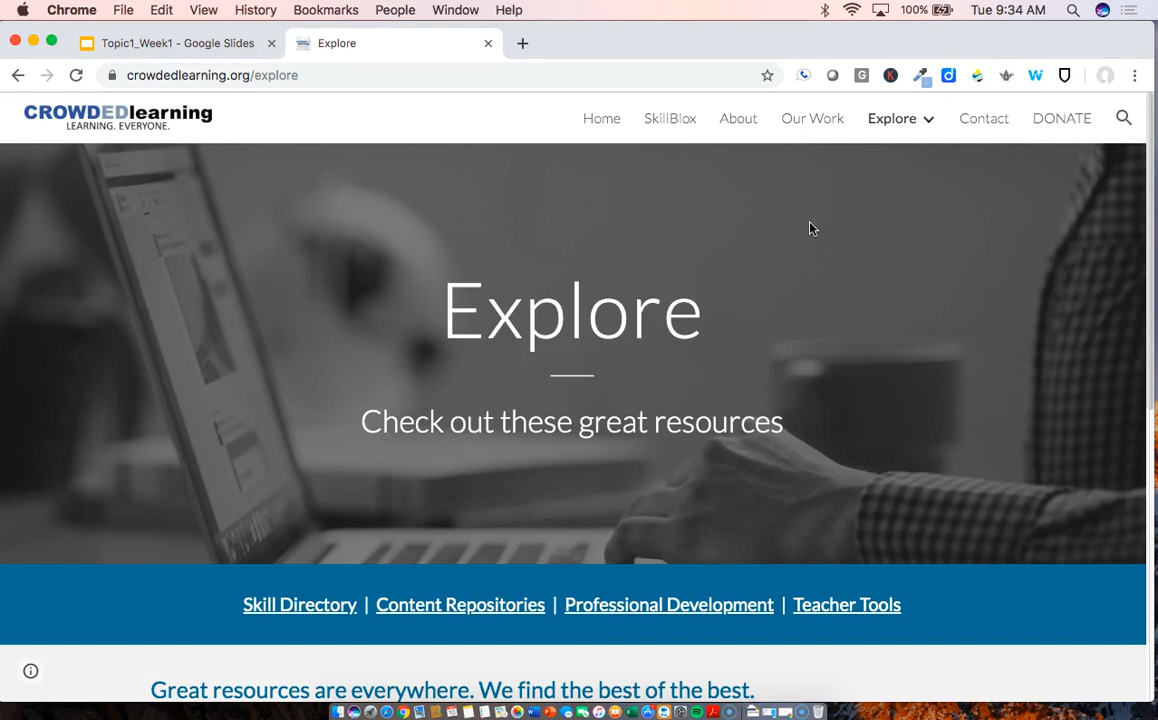 Chrome File Edit View History Bookmarks People Window Help 100% Tue 9:34 AM
Topic1_Week1 - Google Slides Explore
crowdedlearning.org/explore
CROWDEDlearning
LEARNING. EVERYONE.
Home SkillBlox About Our Work Explore Contact DONATE
Explore
Check out these great resources
Skill Directory | Content Repositories | Professional Development | Teacher Tools
Great resources are everywhere. We find the best of the best.